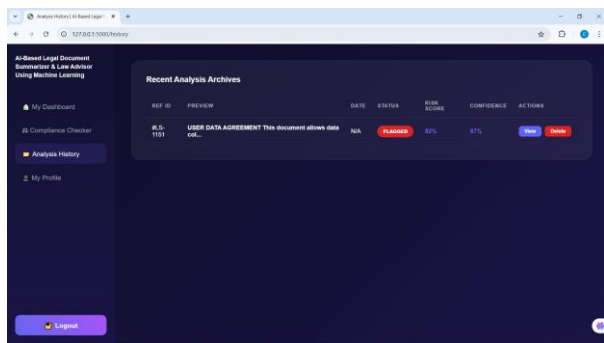 Analysis History | AI-Based Legal
127.0.0.1:5000/history
AI-Based Legal Document
Summarizer & Law Advisor
Using Machine Learning
My Dashboard
Compliance Checker
Analysis History
My Profile
Logout
Recent Analysis Archives
REF ID PREVIEW DATE STATUS RISK SCORE CONFIDENCE ACTIONS
#LS-1151 USER DATA AGREEMENT This document allows data col... N/A FLAGGED 82% 97% View Delete